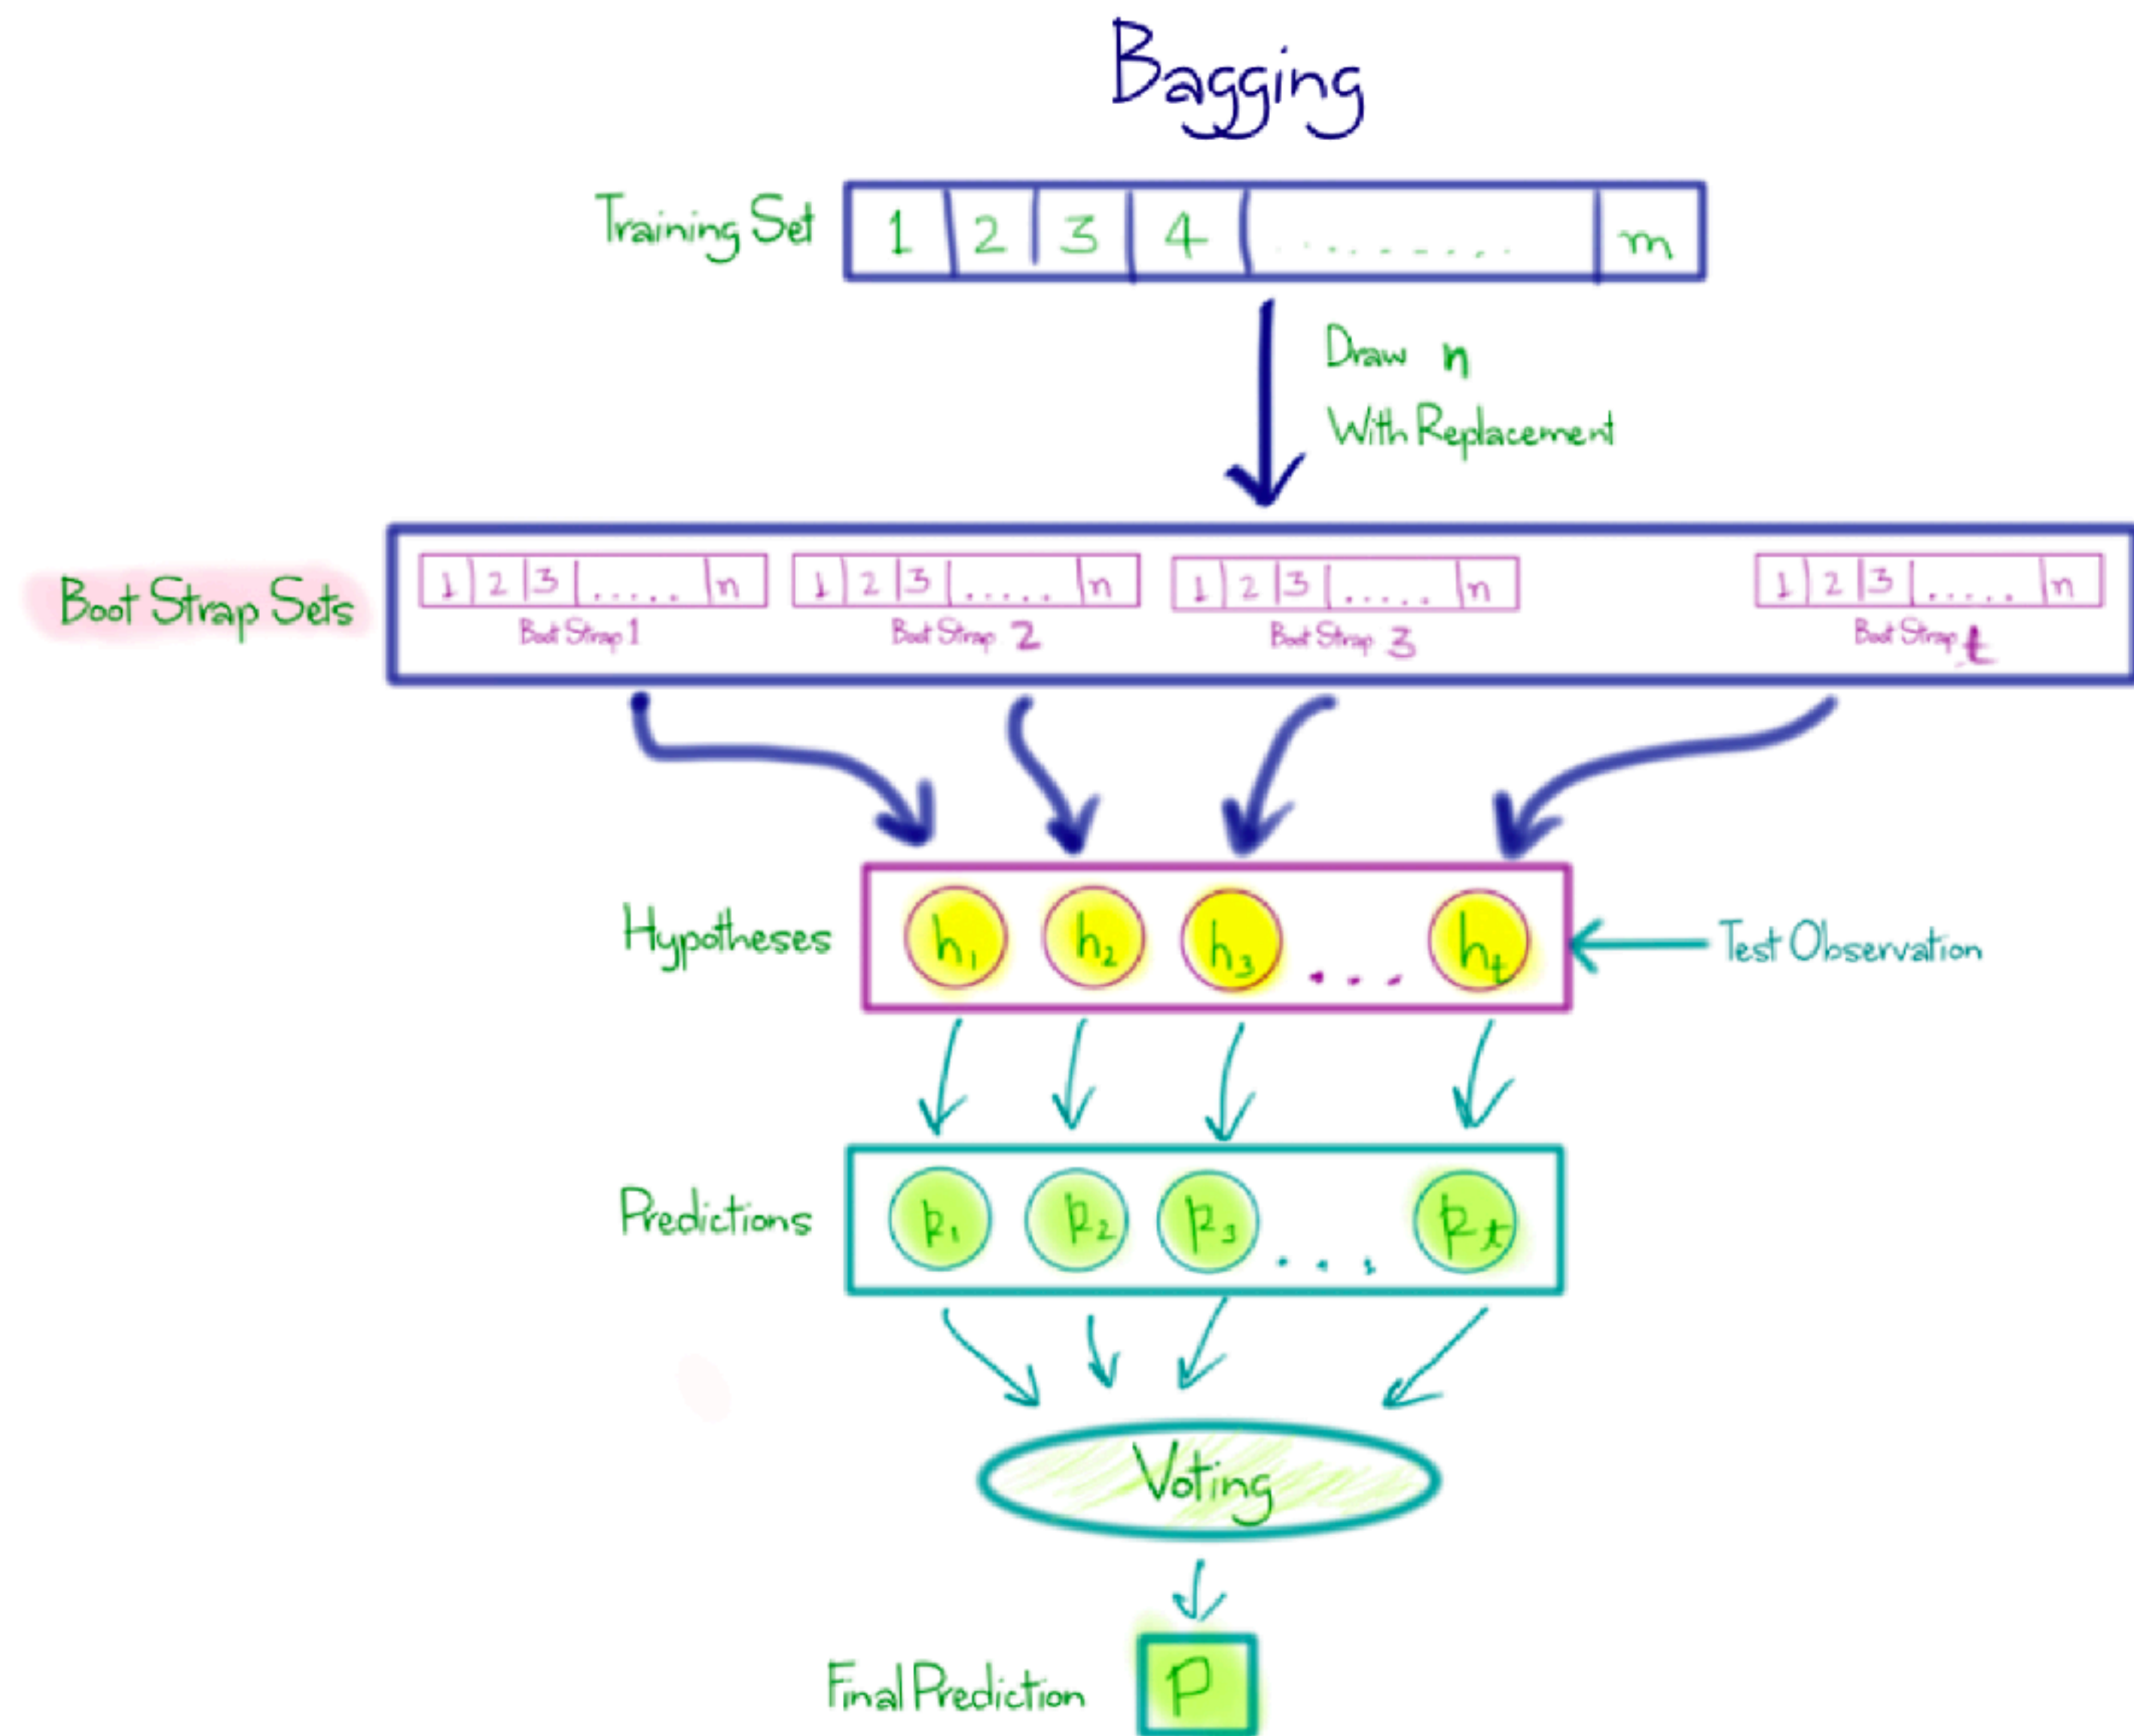 Bagging
Training Set 1 2 3 4 ......... m
Draw n
With Replacement
Boot Strap Sets
1 2 3 ..... n 1 2 3 ..... n 1 2 3 ..... n 1 2 3 ..... n
Boot Strap 1 Boot Strap 2 Boot Strap 3 Boot Strap t
Hypotheses h₁ h₂ h₃ ... hₜ Test Observation
Predictions p₁ p₂ p₃ ... pₜ
Voting
Final Prediction P